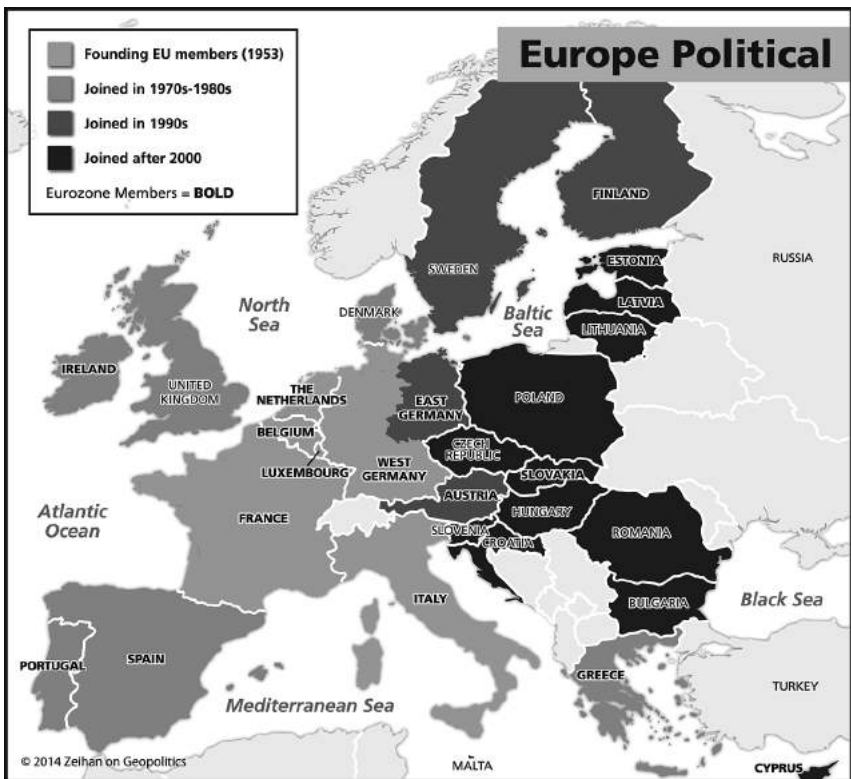 Europe Political
Founding EU members (1953)
Joined in 1970s-1980s
Joined in 1990s
Joined after 2000
Eurozone Members = BOLD
FINLAND
RUSSIA
SWEDEN
ESTONIA
North
Sea
DENMARK
Baltic
Sea
LATVIA
LITHUANIA
IRELAND
UNITED
KINGDOM
THE
NETHERLANDS
EAST
GERMANY
POLAND
BELGIUM
CZECH
REPUBLIC
LUXEMBOURG
WEST
GERMANY
SLOVAKIA
AUSTRIA
Atlantic
Ocean
FRANCE
HUNGARY
SLOVENIA
CROATIA
ROMANIA
ITALY
BULGARIA
Black Sea
PORTUGAL
SPAIN
GREECE
TURKEY
Mediterranean Sea
© 2014 Zeihan on Geopolitics
MALTA
CYPRUS